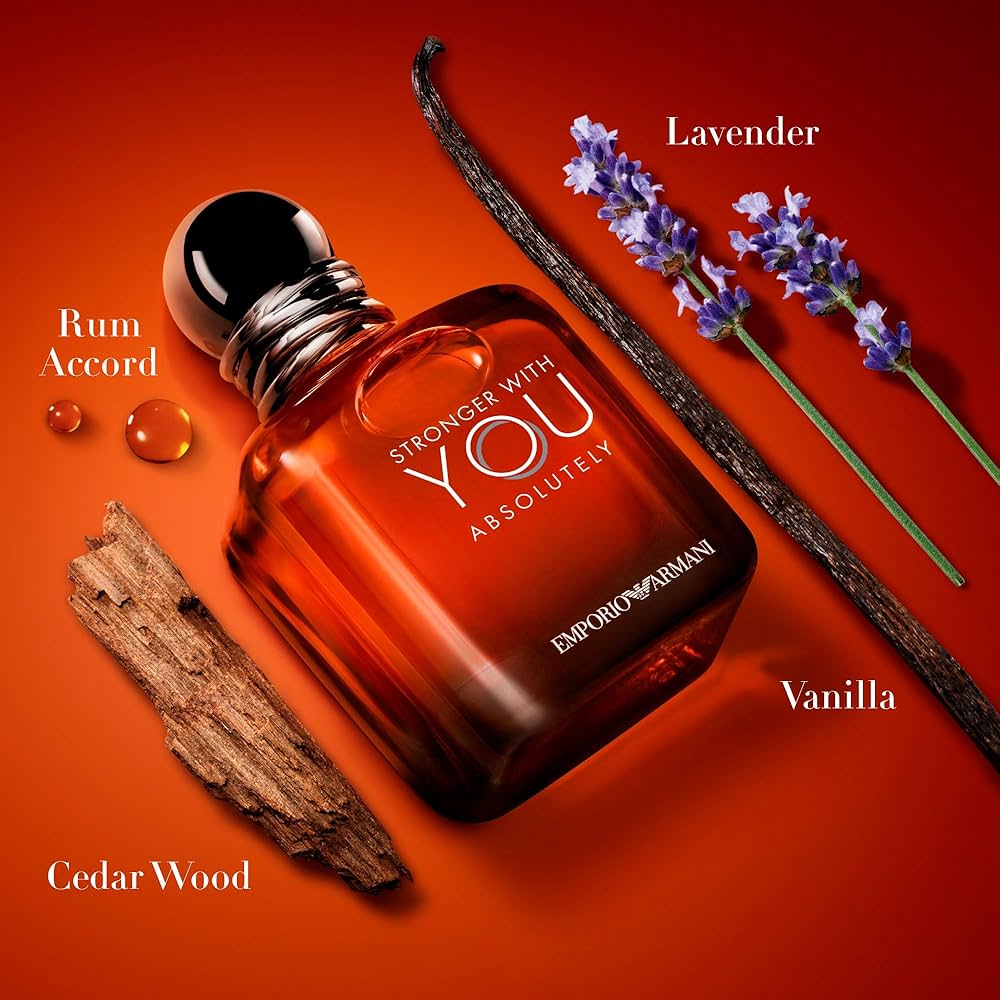 Lavender
Rum
Accord
STRONGER WITH
YOU
ABSOLUTELY
EMPORIO ARMANI
Vanilla
Cedar Wood